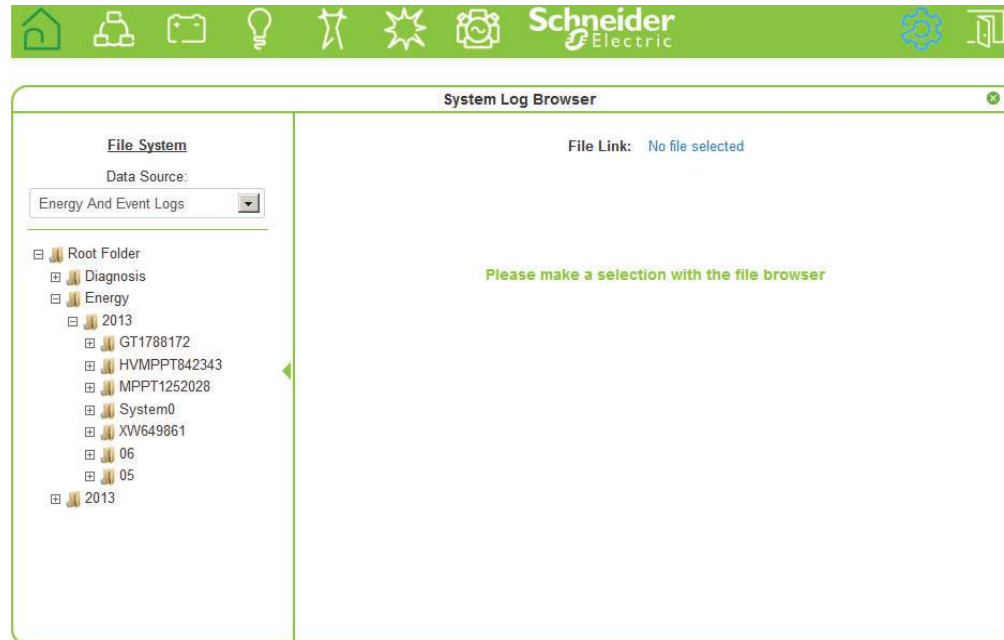 Schneider
Electric
System Log Browser
File System
Data Source:
Energy And Event Logs
Root Folder
Diagnosis
Energy
2013
GT1788172
HVMPPT842343
MPPT1252028
System0
XW649861
06
05
2013
File Link: No file selected
Please make a selection with the file browser